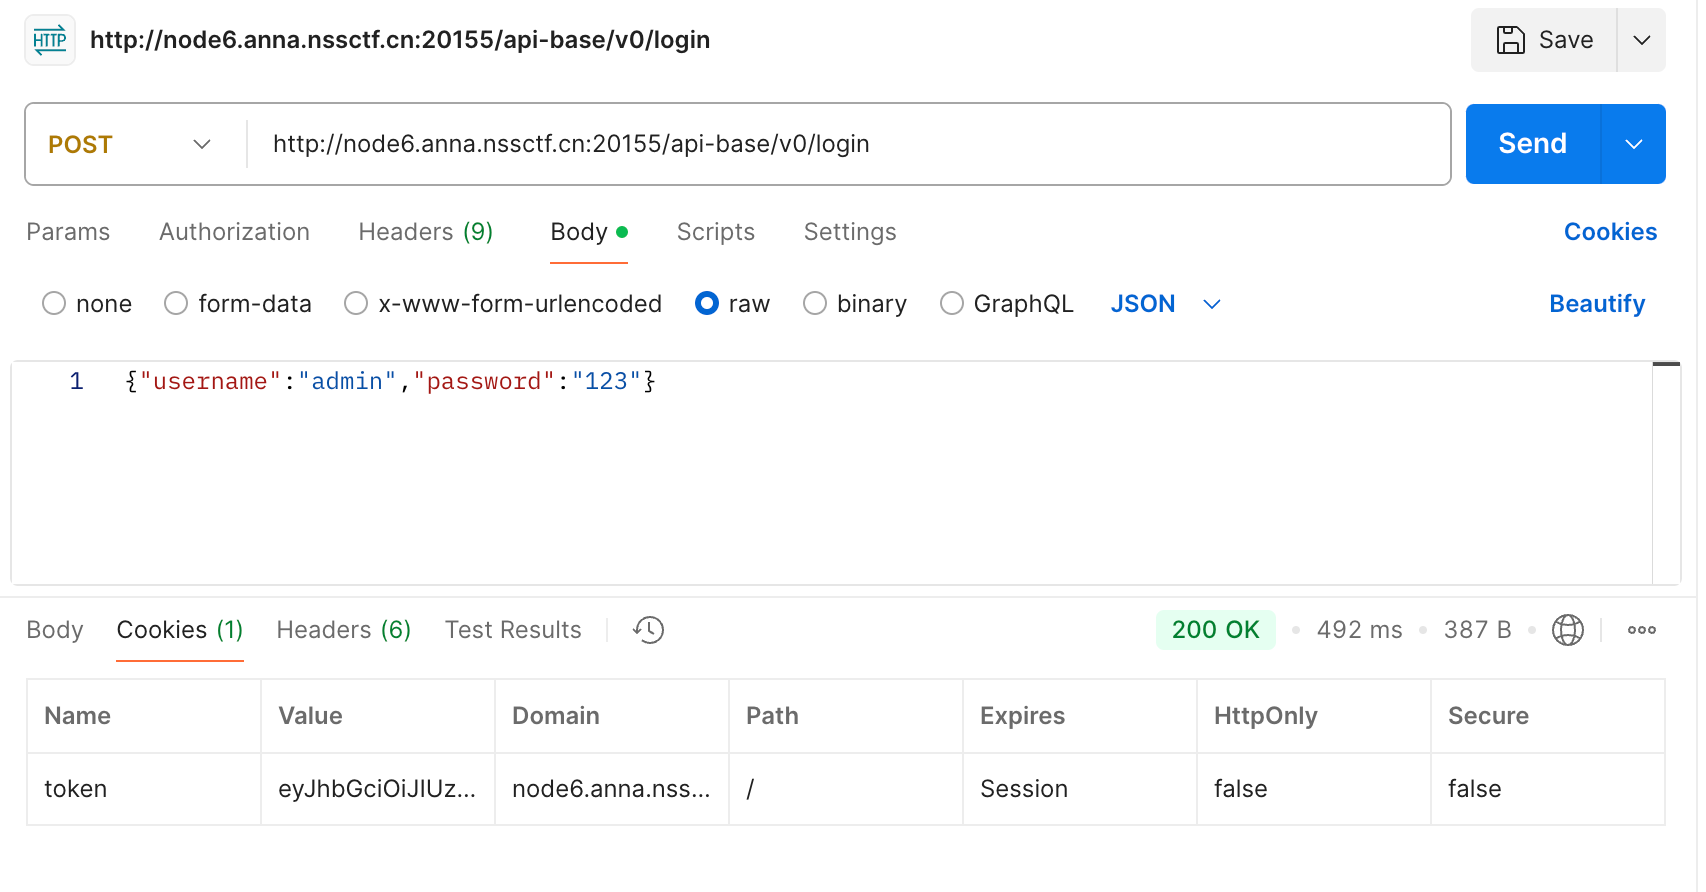 HTTP http://node6.anna.nssctf.cn:20155/api-base/v0/login Save
POST http://node6.anna.nssctf.cn:20155/api-base/v0/login Send
Params Authorization Headers (9) Body Scripts Settings Cookies
none form-data x-www-form-urlencoded raw binary GraphQL JSON Beautify
1 {"username":"admin","password":"123"}
Body Cookies (1) Headers (6) Test Results 200 OK 492 ms 387 B
Name Value Domain Path Expires HttpOnly Secure
token eyJhbGciOiJIUz... node6.anna.nss... / Session false false